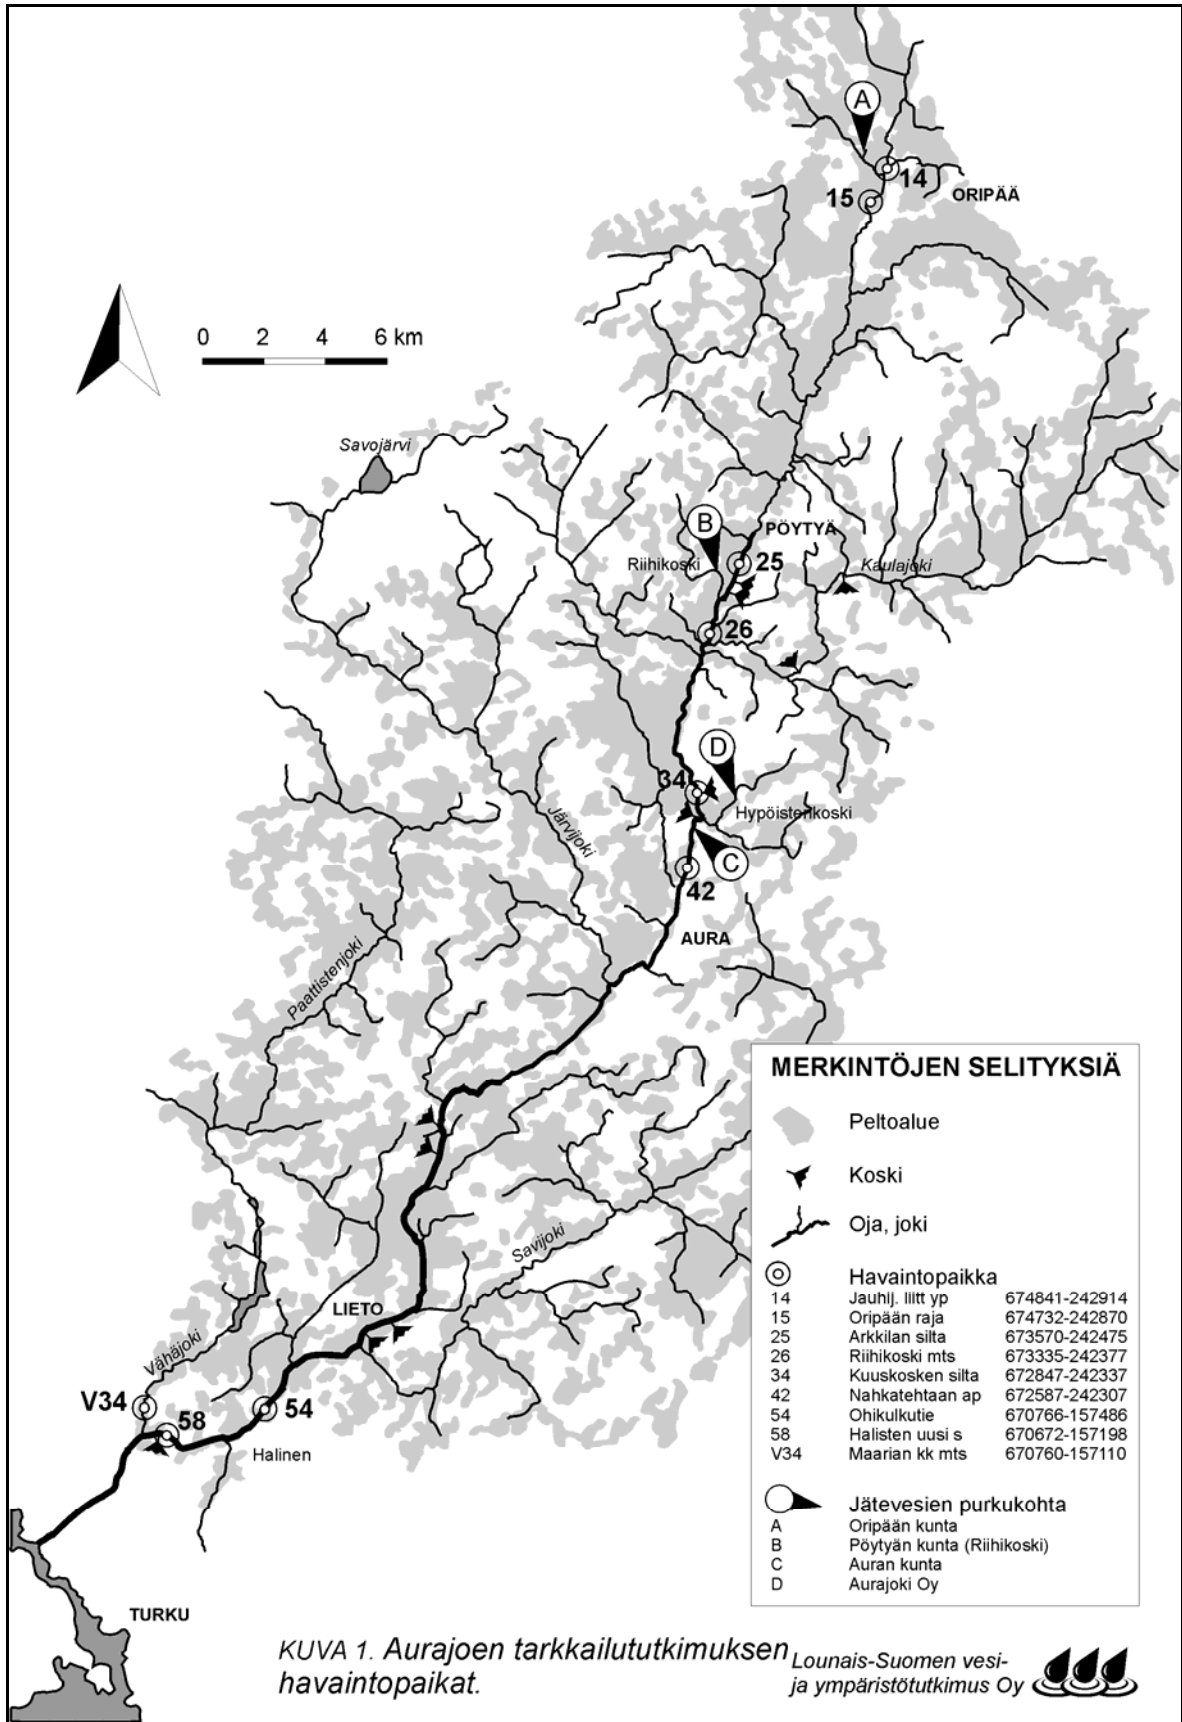 A
14
15
ORIPÄÄ
0 2 4 6 km
Savojärvi
B
PÖYTYÄ
Riihikoski
25
Kaulajoki
26
D
34
Hypöistenkoski
Järvijoki
C
42
AURA
Paattistenjoki
Savijoki
LIETO
Vähäjoki
V34
58
54
Halinen
TURKU
MERKINTÖJEN SELITYKSIÄ
Peltoalue
Koski
Oja, joki
Havaintopaikka
14 Jauhij. liitt yp 674841-242914
15 Oripään raja 674732-242870
25 Arkkilan silta 673570-242475
26 Riihikoski mts 673335-242377
34 Kuuskosken silta 672847-242337
42 Nahkatehtaan ap 672587-242307
54 Ohikulkutie 670766-157486
58 Halisten uusi s 670672-157198
V34 Maarian kk mts 670760-157110
Jätevesien purkukohta
A Oripään kunta
B Pöytyän kunta (Riihikoski)
C Auran kunta
D Aurajoki Oy
KUVA 1. Aurajoen tarkkailututkimuksen
havaintopaikat.
Lounais-Suomen vesi-
ja ympäristötutkimus Oy